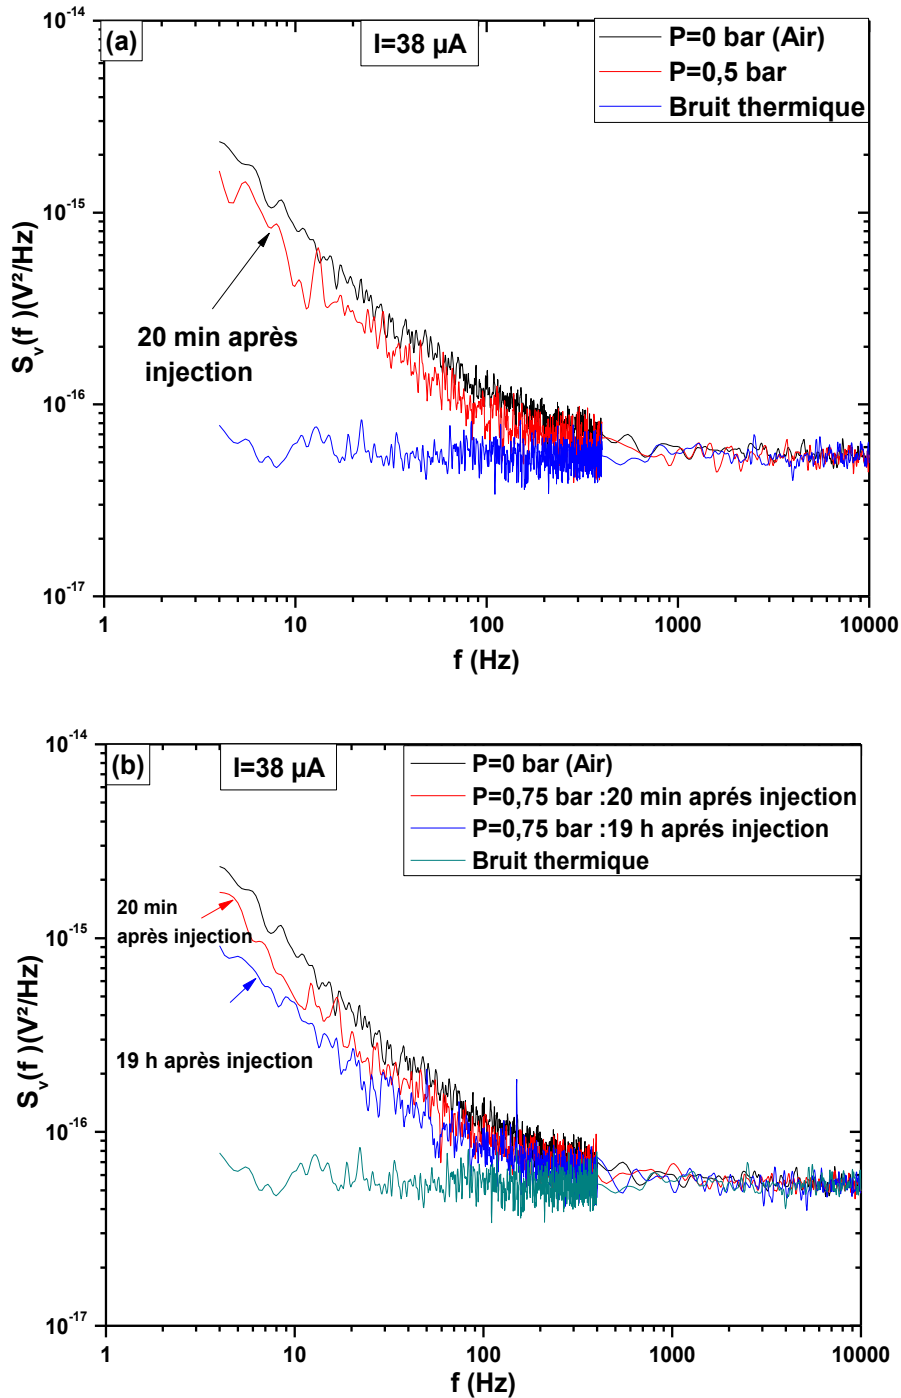 (a)
I=38 µA
P=0 bar (Air)
P=0,5 bar
Bruit thermique
10⁻¹⁴
10⁻¹⁵
10⁻¹⁶
10⁻¹⁷
S_v(f )(V²/Hz)
20 min après
injection
1
10
100
1000
10000
f (Hz)
(b)
I=38 µA
P=0 bar (Air)
P=0,75 bar :20 min aprés injection
P=0,75 bar :19 h aprés injection
Bruit thermique
10⁻¹⁴
10⁻¹⁵
10⁻¹⁶
10⁻¹⁷
S_v(f )(V²/Hz)
20 min
après injection
19 h après injection
1
10
100
1000
10000
f (Hz)